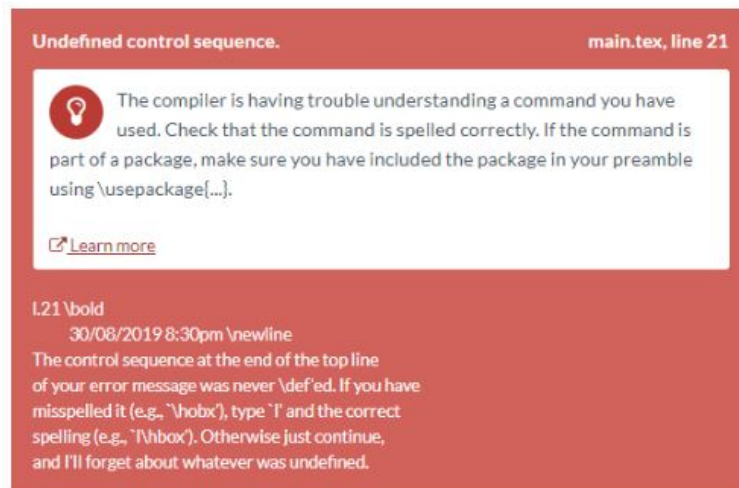 Undefined control sequence. main.tex, line 21
The compiler is having trouble understanding a command you have
used. Check that the command is spelled correctly. If the command is
part of a package, make sure you have included the package in your preamble
using \usepackage{...}.
Learn more
l.21 \bold
30/08/2019 8:30pm \newline
The control sequence at the end of the top line
of your error message was never \def'ed. If you have
misspelled it (e.g., `\hobx'), type `I' and the correct
spelling (e.g., `I\hbox'). Otherwise just continue,
and I'll forget about whatever was undefined.